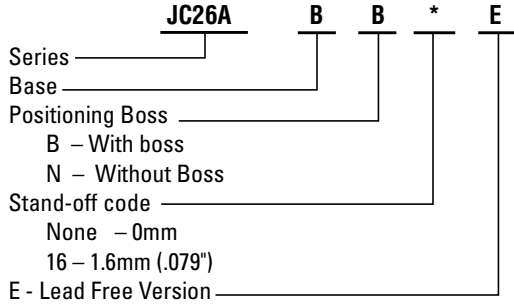 JC26A B B * E
Series
Base
Positioning Boss
B – With boss
N – Without Boss
Stand-off code
None – 0mm
16 – 1.6mm (.079")
E - Lead Free Version